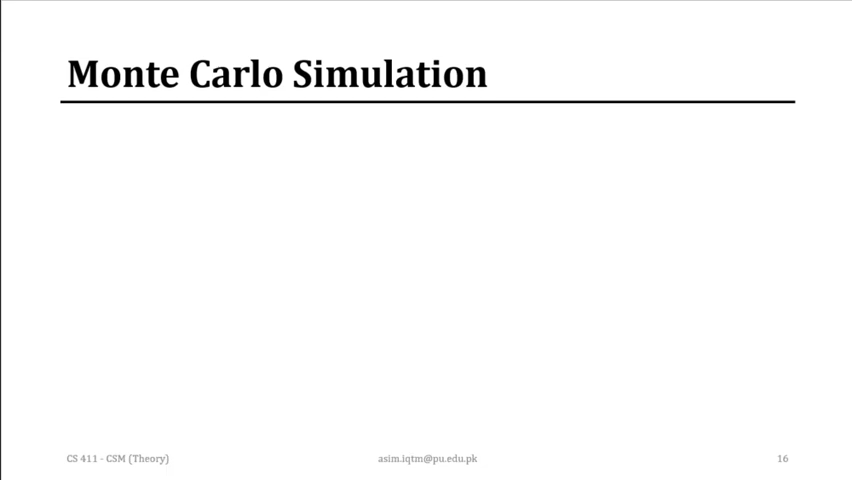 Monte Carlo Simulation
CS 411 - CSM (Theory)
asim.iqtm@pu.edu.pk
16